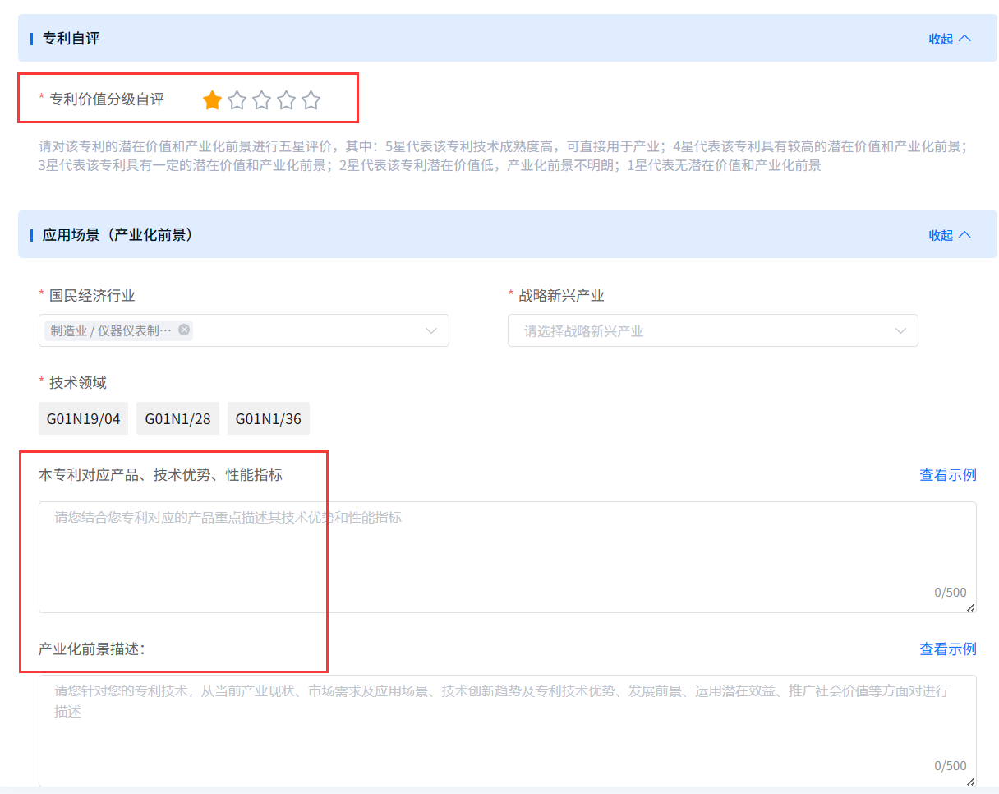 专利自评 收起
* 专利价值分级自评
请对该专利的潜在价值和产业化前景进行五星评价，其中：5星代表该专利技术成熟度高，可直接用于产业；4星代表该专利具有较高的潜在价值和产业化前景；
3星代表该专利具有一定的潜在价值和产业化前景；2星代表该专利潜在价值低，产业化前景不明朗；1星代表无潜在价值和产业化前景
应用场景（产业化前景） 收起
* 国民经济行业 * 战略新兴产业
制造业 / 仪器仪表制··· 请选择战略新兴产业
* 技术领域
G01N19/04 G01N1/28 G01N1/36
本专利对应产品、技术优势、性能指标 查看示例
请您结合您专利对应的产品重点描述其技术优势和性能指标
0/500
产业化前景描述： 查看示例
请您针对您的专利技术，从当前产业现状、市场需求及应用场景、技术创新趋势及专利技术优势、发展前景、运用潜在效益、推广社会价值等方面对进行
描述
0/500